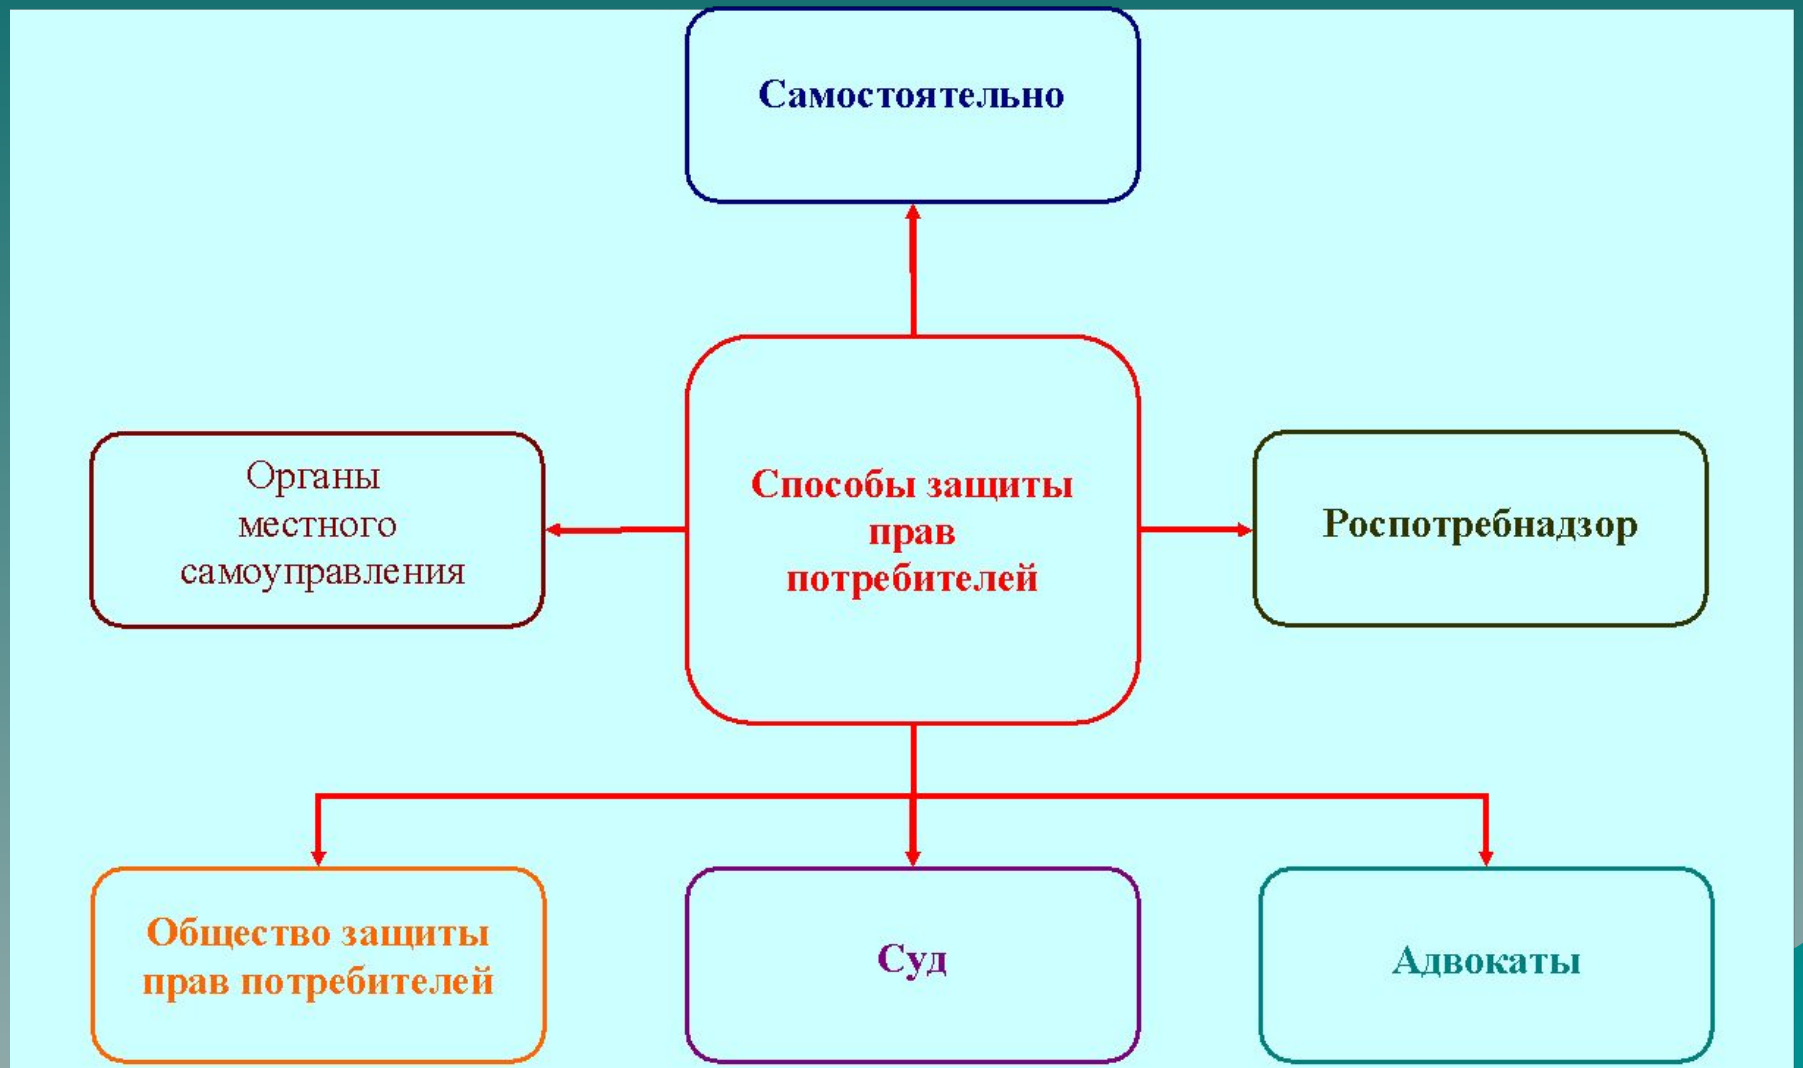 Самостоятельно
Органы
местного
самоуправления
Способы защиты
прав
потребителей
Роспотребнадзор
Общество защиты
прав потребителей
Суд
Адвокаты